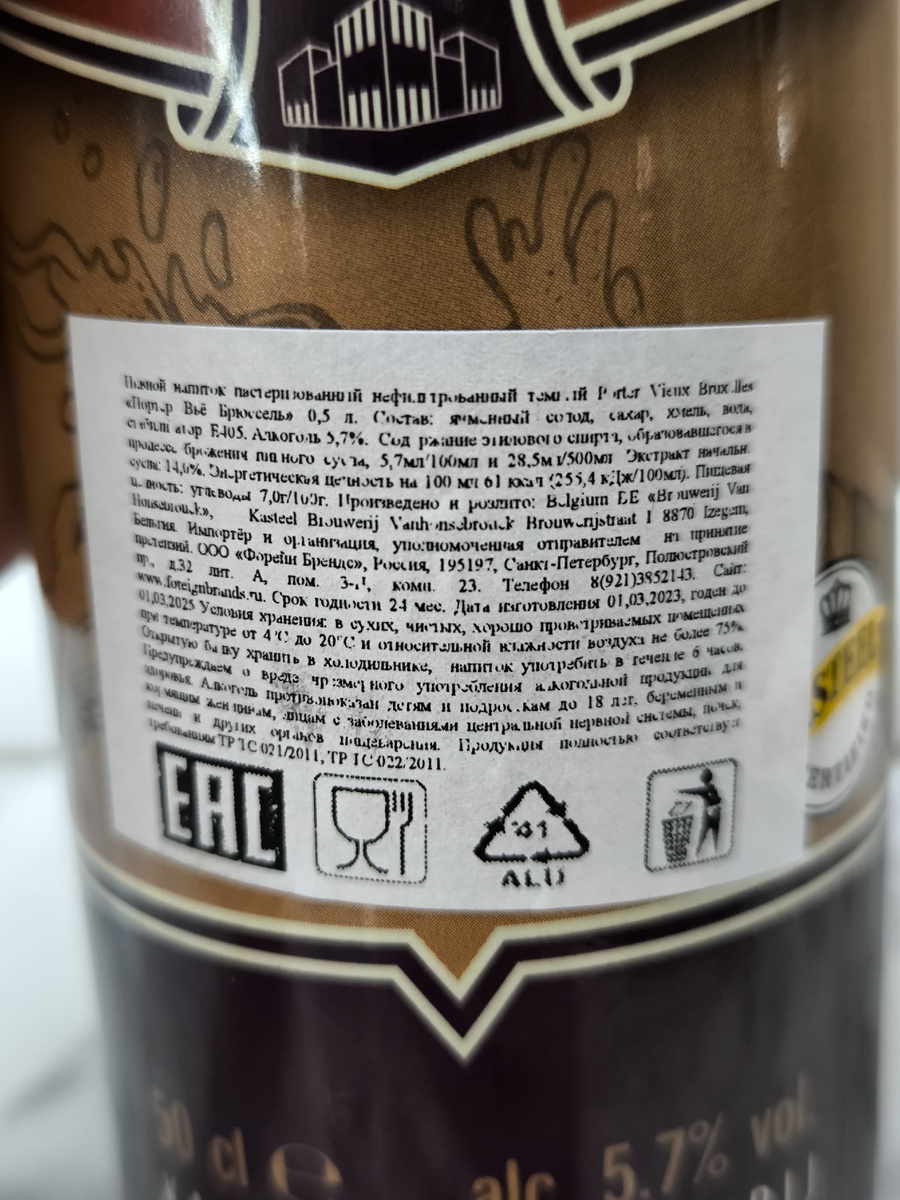 Пивной напиток пастеризованный нефильтрованный темный Porter Vieux Bruxelles
«Портер Вьё Брюссель» 0,5 л. Состав: ячменный солод, сахар, хмель, вода,
стабилизатор Е405. Алкоголь 5,7%. Содержание этилового спирта, образовавшегося в
процессе брожения пивного сусла, 5,7мл/100мл и 28,5мл/500мл Экстракт начальн.
сусла: 14,0%. Энергетическая ценность на 100 мл 61 ккал (255,4 кДж/100мл). Пищевая
ценность: углеводы 7,0г/100г. Произведено и розлито: Belgium BE «Brouwerij Van
Honsebrouck», Kasteel Brouwerij Vanhonsebrouck Brouwerijstraat 1 8870 Izegem,
Бельгия. Импортёр и организация, уполномоченная отправителем на принятие
претензий: ООО «Форейн Брендс», Россия, 195197, Санкт-Петербург, Полюстровский
пр., д.32 лит. А, пом. комн. 23. Телефон Сайт:
www.foreignbrands.ru. Срок годности 24 мес. Дата изготовления 01,03,2023, годен до
01,03,2025 Условия хранения: в сухих, чистых, хорошо проветриваемых помещениях
при температуре от 4°С до 20°С и относительной влажности воздуха не более 75%.
Открытую банку хранить в холодильнике, напиток употребить в течение 6 часов.
Предупреждаем о вреде чрезмерного употребления алкогольной продукции для
здоровья. Алкоголь противопоказан детям и подросткам до 18 лет, беременным и
кормящим женщинам, лицам с заболеваниями центральной нервной системы, почек,
печени и других органов пищеварения. Продукция полностью соответствует
требованиям ТР ТС 021/2011, ТР ТС 022/2011.
EAC
41
ALU
50 cl e alc. 5.7% vol.